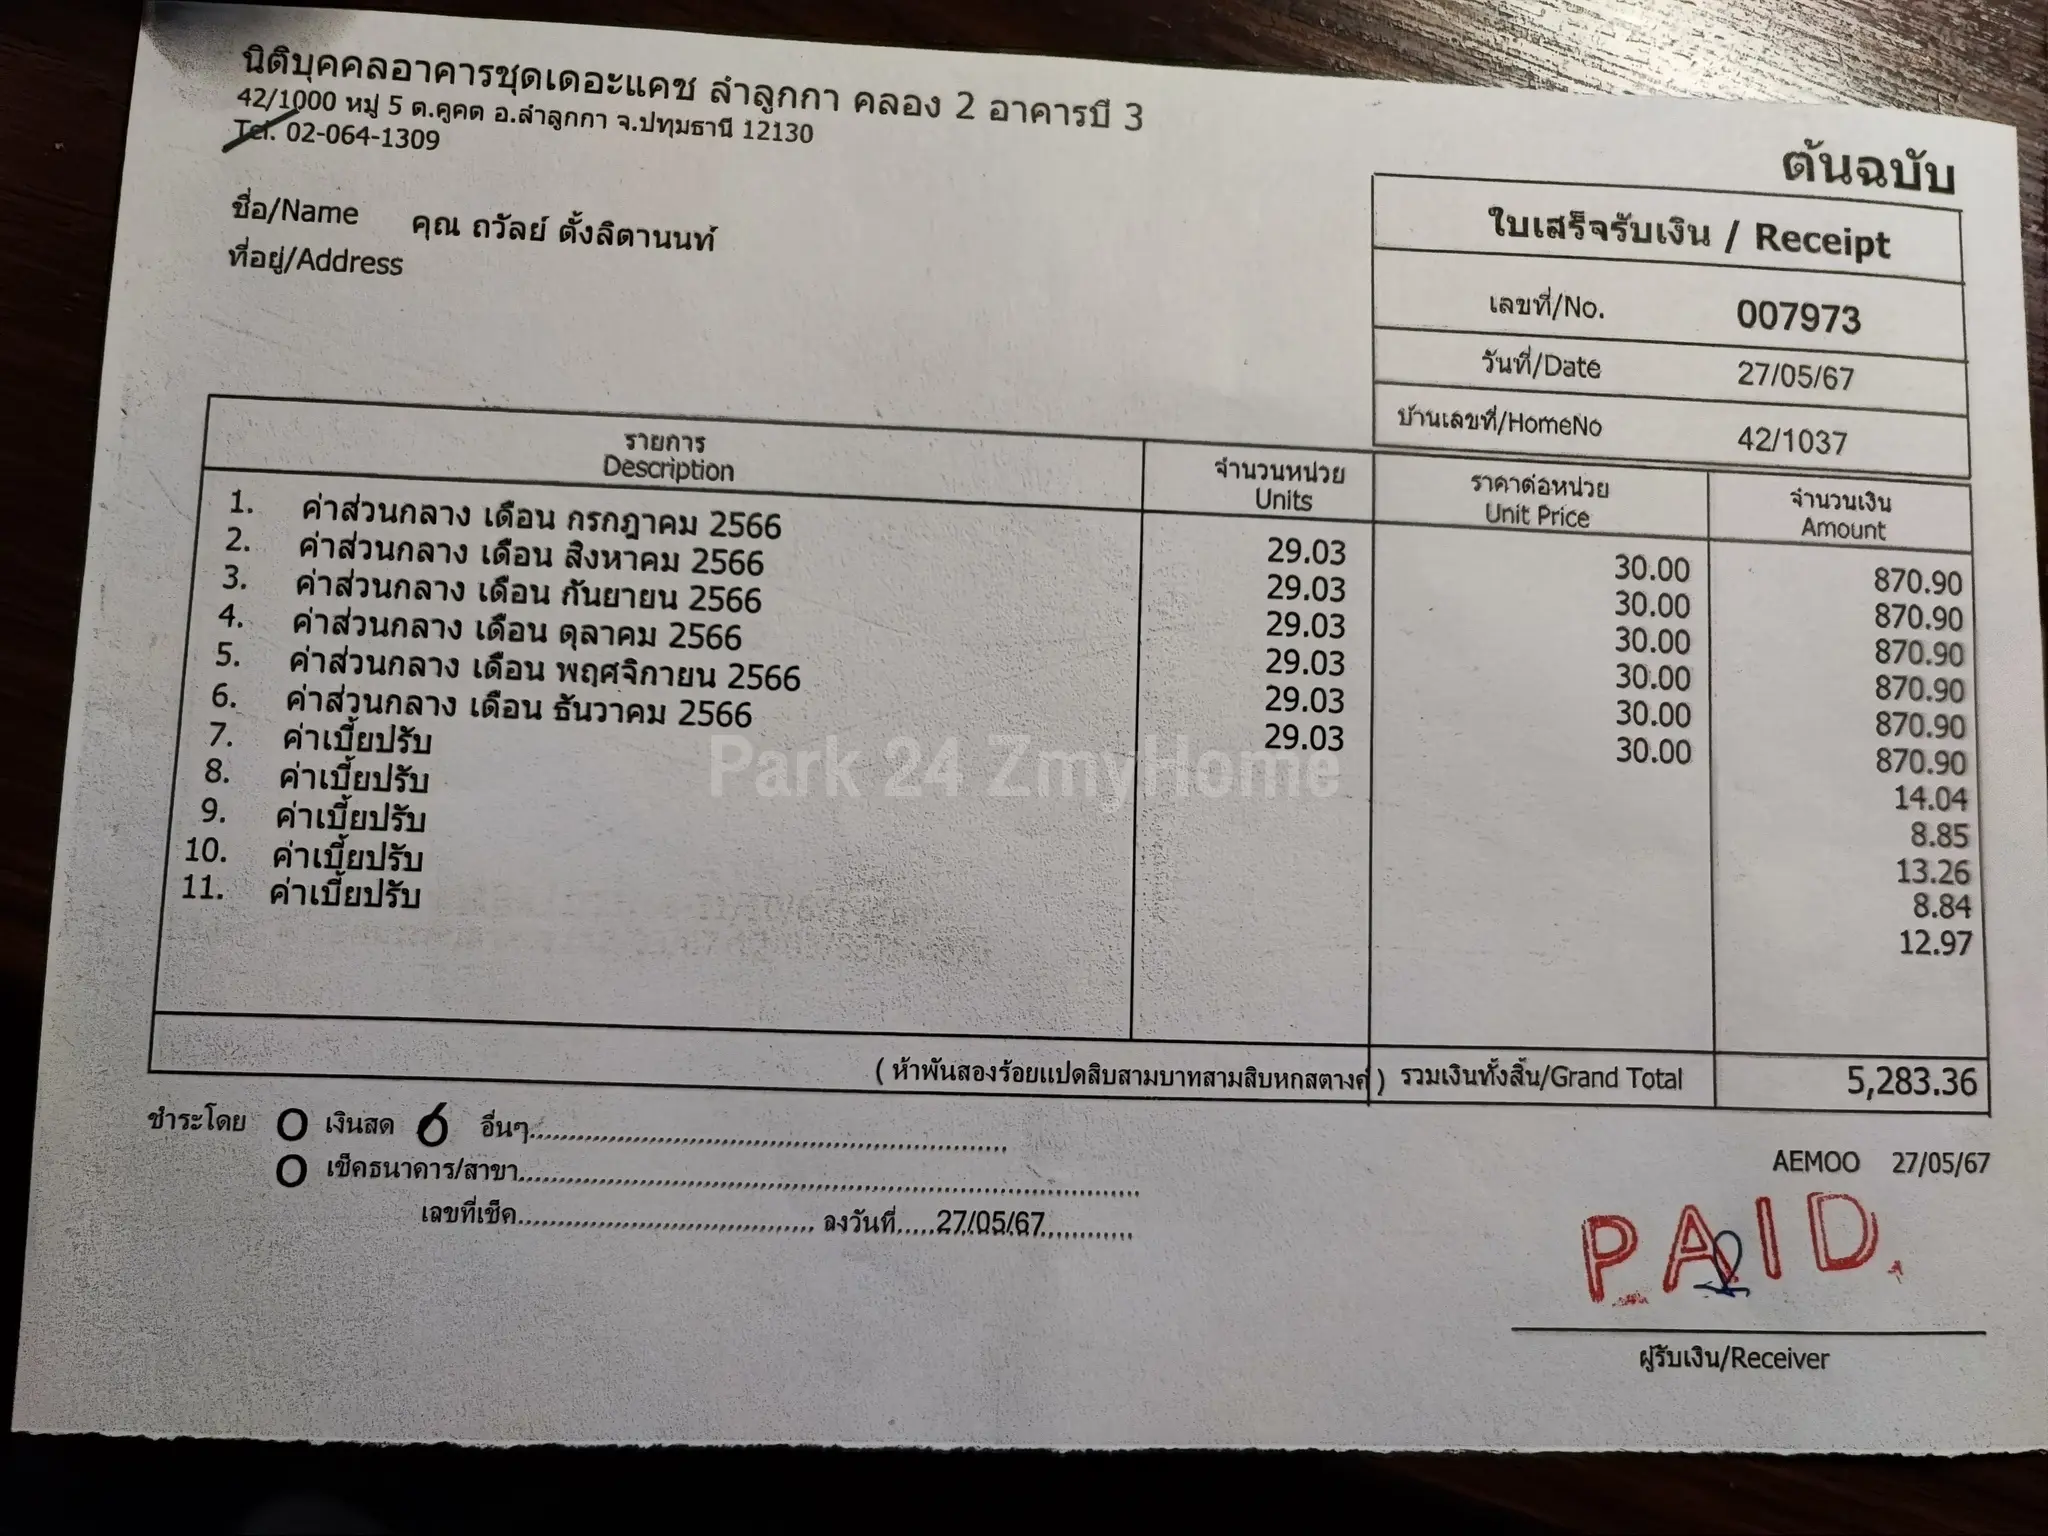 นิติบุคคลอาคารชุดเดอะแคช ลำลูกกา คลอง 2 อาคารบี 3
42/1000 หมู่ 5 ต.คูคต อ.ลำลูกกา จ.ปทุมธานี 12130
Tel. 02-064-1309
ต้นฉบับ
ชื่อ/Name คุณ ถวัลย์ ตั้งลิตานนท์
ที่อยู่/Address
ใบเสร็จรับเงิน / Receipt
เลขที่/No. 007973
วันที่/Date 27/05/67
บ้านเลขที่/HomeNo 42/1037
รายการ จำนวนหน่วย ราคาต่อหน่วย จำนวนเงิน
Description Units Unit Price Amount
1. ค่าส่วนกลาง เดือน กรกฎาคม 2566 29.03 30.00 870.90
2. ค่าส่วนกลาง เดือน สิงหาคม 2566 29.03 30.00 870.90
3. ค่าส่วนกลาง เดือน กันยายน 2566 29.03 30.00 870.90
4. ค่าส่วนกลาง เดือน ตุลาคม 2566 29.03 30.00 870.90
5. ค่าส่วนกลาง เดือน พฤศจิกายน 2566 29.03 30.00 870.90
6. ค่าส่วนกลาง เดือน ธันวาคม 2566 29.03 30.00 870.90
7. ค่าเบี้ยปรับ 14.04
8. ค่าเบี้ยปรับ 8.85
9. ค่าเบี้ยปรับ 13.26
10. ค่าเบี้ยปรับ 8.84
11. ค่าเบี้ยปรับ 12.97
Park 24 ZmyHome
( ห้าพันสองร้อยแปดสิบสามบาทสามสิบหกสตางค์ ) รวมเงินทั้งสิ้น/Grand Total 5,283.36
ชำระโดย O เงินสด O อื่นๆ..........
O เช็คธนาคาร/สาขา..........
เลขที่เช็ค.......... ลงวันที่.....27/05/67..........
AEMOO 27/05/67
PAID
ผู้รับเงิน/Receiver